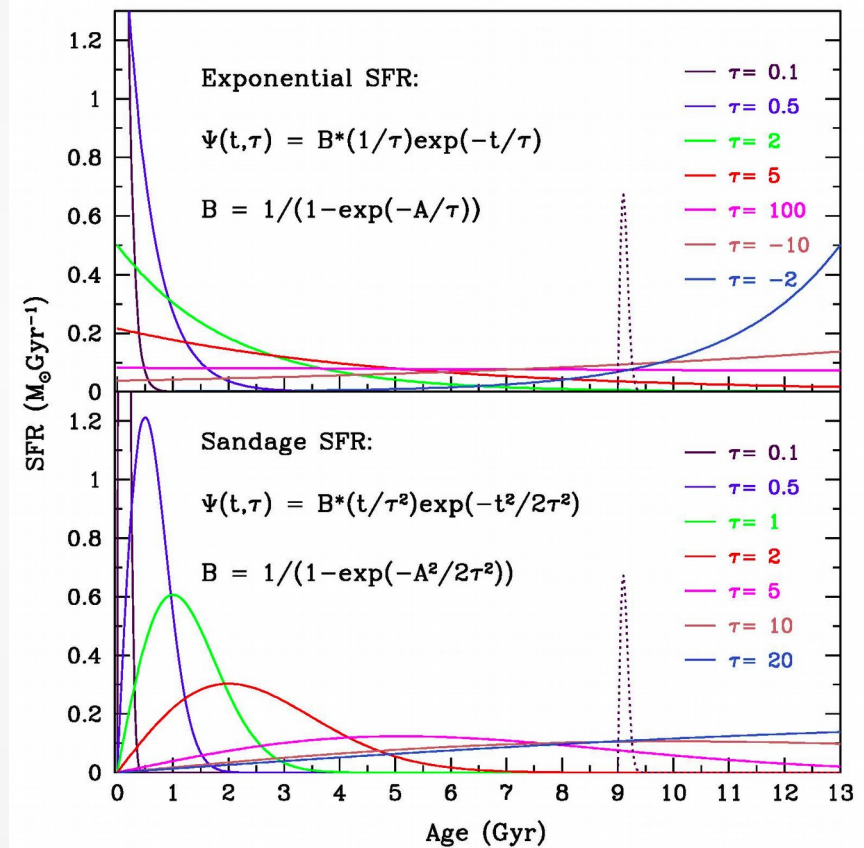 1.2
1
0.8
0.6
0.4
0.2
0
Exponential SFR:
Ψ(t,τ) = B*(1/τ)exp(-t/τ)
B = 1/(1-exp(-A/τ))
τ= 0.1
τ= 0.5
τ= 2
τ= 5
τ= 100
τ= -10
τ= -2
SFR (M⊙Gyr⁻¹)
1.2
1
0.8
0.6
0.4
0.2
0
Sandage SFR:
Ψ(t,τ) = B*(t/τ²)exp(-t²/2τ²)
B = 1/(1-exp(-A²/2τ²))
τ= 0.1
τ= 0.5
τ= 1
τ= 2
τ= 5
τ= 10
τ= 20
0 1 2 3 4 5 6 7 8 9 10 11 12 13
Age (Gyr)